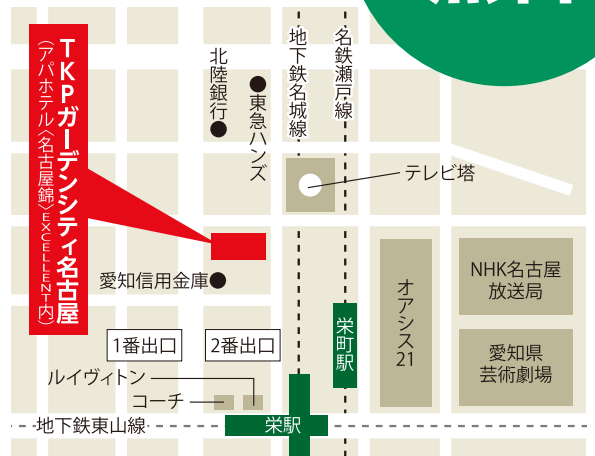 TKPガーデンシティ名古屋
（アパホテル〈名古屋錦〉EXCELLENT内）
北陸銀行
東急ハンズ
地下鉄名城線
名鉄瀬戸線
テレビ塔
愛知信用金庫
オアシス21
NHK名古屋
放送局
愛知県
芸術劇場
栄町駅
1番出口
2番出口
ルイヴィトン
コーチ
地下鉄東山線
栄駅